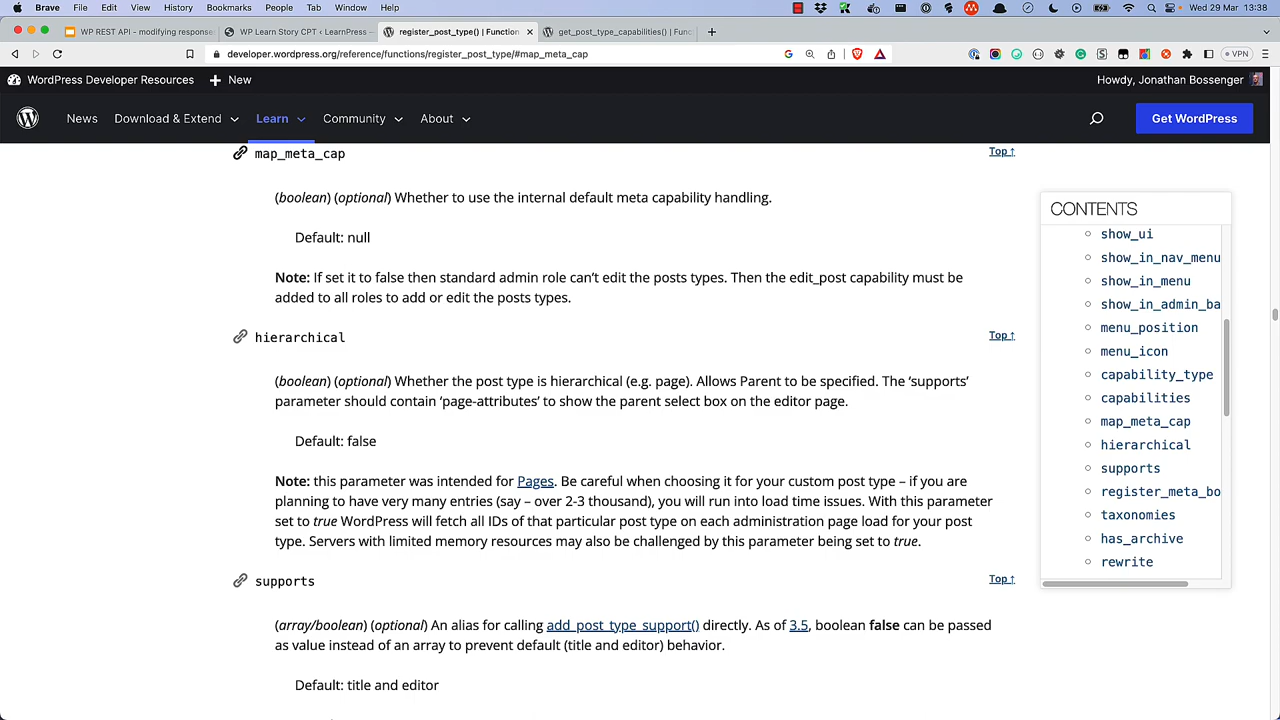 Brave File Edit View History Bookmarks People Tab Window Help Wed 29 Mar 13:38
WP REST API - modifying response WP Learn Story CPT ‹ LearnPress — register_post_type() | Function get_post_type_capabilities() | Func
developer.wordpress.org/reference/functions/register_post_type/#map_meta_cap VPN
WordPress Developer Resources New Howdy, Jonathan Bossenger
News Download & Extend Learn Community About Get WordPress
map_meta_cap Top ↑
(boolean) (optional) Whether to use the internal default meta capability handling.
Default: null
Note: If set it to false then standard admin role can't edit the posts types. Then the edit_post capability must be
added to all roles to add or edit the posts types.
hierarchical Top ↑
(boolean) (optional) Whether the post type is hierarchical (e.g. page). Allows Parent to be specified. The ‘supports’
parameter should contain ‘page-attributes’ to show the parent select box on the editor page.
Default: false
Note: this parameter was intended for Pages. Be careful when choosing it for your custom post type – if you are
planning to have very many entries (say – over 2-3 thousand), you will run into load time issues. With this parameter
set to true WordPress will fetch all IDs of that particular post type on each administration page load for your post
type. Servers with limited memory resources may also be challenged by this parameter being set to true.
supports Top ↑
(array/boolean) (optional) An alias for calling add_post_type_support() directly. As of 3.5, boolean false can be passed
as value instead of an array to prevent default (title and editor) behavior.
Default: title and editor
CONTENTS
show_ui
show_in_nav_menu
show_in_menu
show_in_admin_ba
menu_position
menu_icon
capability_type
capabilities
map_meta_cap
hierarchical
supports
register_meta_bo
taxonomies
has_archive
rewrite